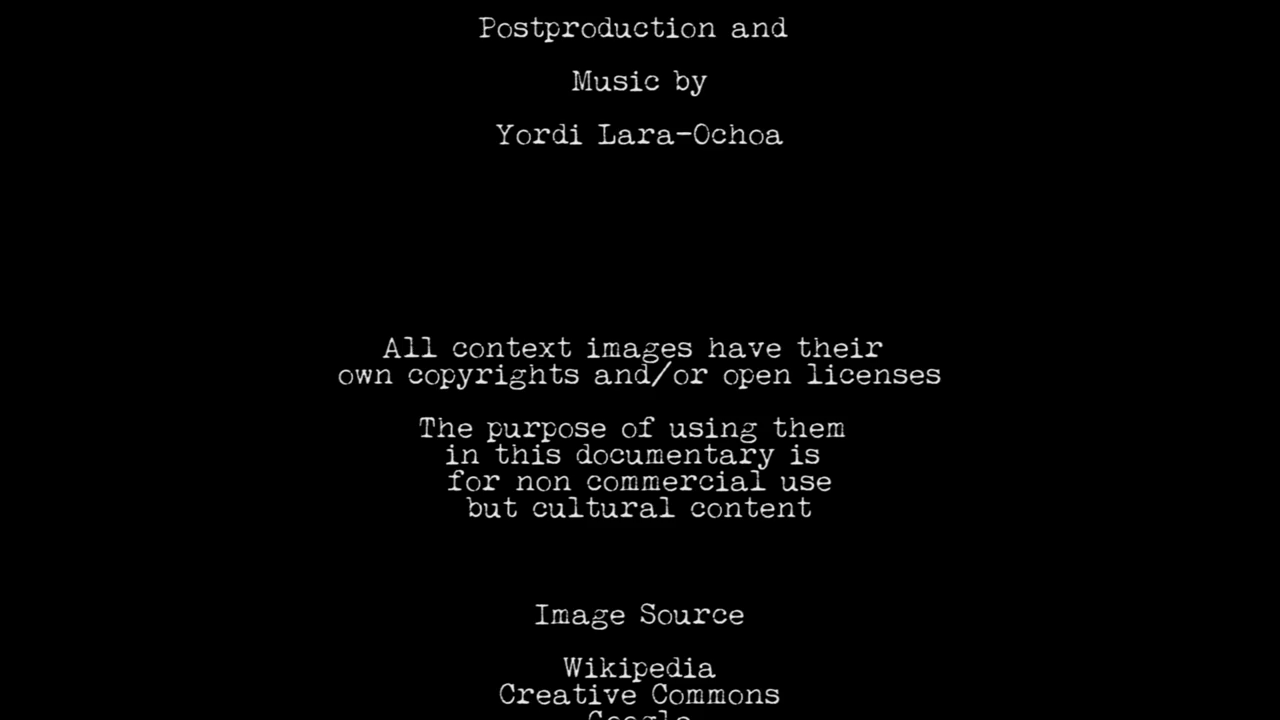 Postproduction and
Music by
Yordi Lara-Ochoa
All context images have their
own copyrights and/or open licenses
The purpose of using them
in this documentary is
for non commercial use
but cultural content
Image Source
Wikipedia
Creative Commons
Google